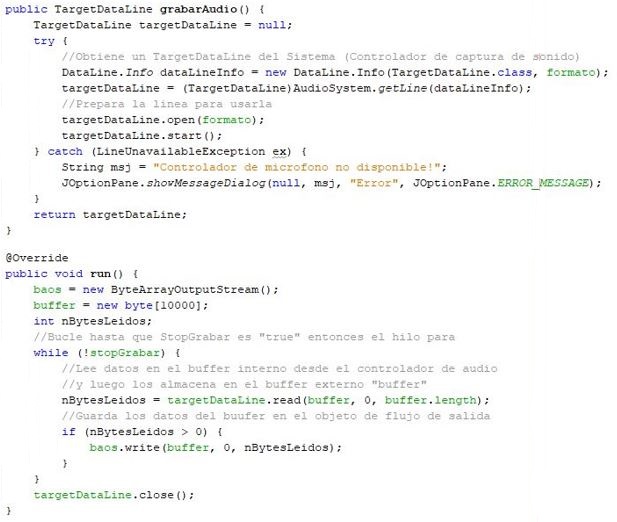 public TargetDataLine grabarAudio() {
TargetDataLine targetDataLine = null;
try {
//Obtiene un TargetDataLine del Sistema (Controlador de captura de sonido)
DataLine.Info dataLineInfo = new DataLine.Info(TargetDataLine.class, formato);
targetDataLine = (TargetDataLine)AudioSystem.getLine(dataLineInfo);
//Prepara la linea para usarla
targetDataLine.open(formato);
targetDataLine.start();
} catch (LineUnavailableException ex) {
String msj = "Controlador de microfono no disponible!";
JOptionPane.showMessageDialog(null, msj, "Error", JOptionPane.ERROR_MESSAGE);
}
return targetDataLine;
}
@Override
public void run() {
baos = new ByteArrayOutputStream();
buffer = new byte[10000];
int nBytesLeidos;
//Bucle hasta que StopGrabar es "true" entonces el hilo para
while (!stopGrabar) {
//Lee datos en el buffer interno desde el controlador de audio
//y luego los almacena en el buffer externo "buffer"
nBytesLeidos = targetDataLine.read(buffer, 0, buffer.length);
//Guarda los datos del buufer en el objeto de flujo de salida
if (nBytesLeidos > 0) {
baos.write(buffer, 0, nBytesLeidos);
}
}
targetDataLine.close();
}